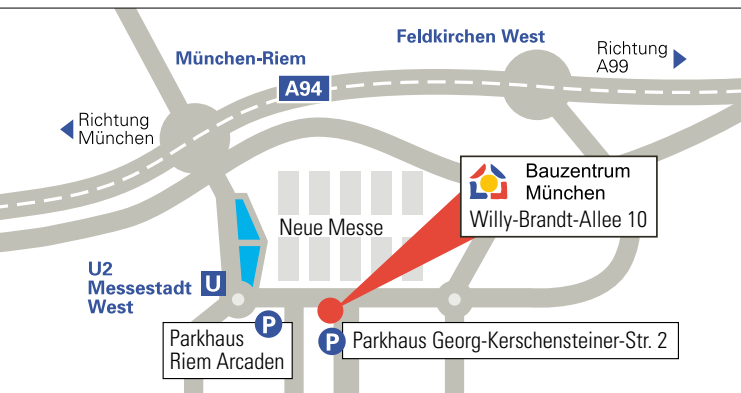 Feldkirchen West
München-Riem
Richtung
A99
A94
Richtung
München
Bauzentrum
München
Willy-Brandt-Allee 10
Neue Messe
U2
Messestadt
West
U
P
Parkhaus
Riem Arcaden
P
Parkhaus Georg-Kerschensteiner-Str. 2